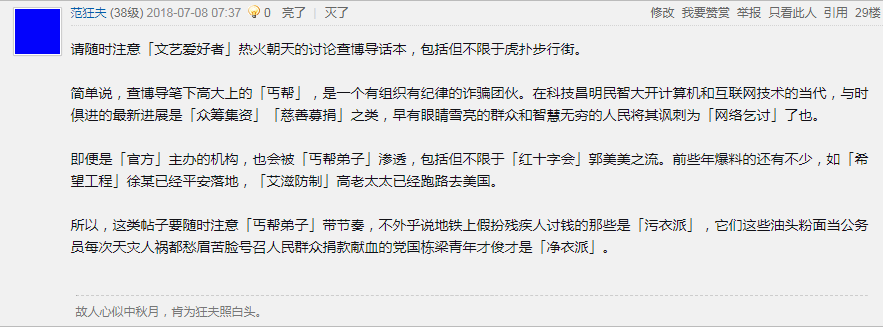 范狂夫 (38级) 2018-07-08 07:37 0 亮了 | 灭了 修改 我要赞赏 举报 只看此人 引用 29楼
请随时注意「文艺爱好者」热火朝天的讨论查博导话本，包括但不限于虎扑步行街。
简单说，查博导笔下高大上的「丐帮」，是一个有组织有纪律的诈骗团伙。在科技昌明民智大开计算机和互联网技术的当代，与时
俱进的最新进展是「众筹集资」「慈善募捐」之类，早有眼睛雪亮的群众和智慧无穷的人民将其讽刺为「网络乞讨」了也。
即便是「官方」主办的机构，也会被「丐帮弟子」渗透，包括但不限于「红十字会」郭美美之流。前些年爆料的还有不少，如「希
望工程」徐某已经平安落地，「艾滋防制」高老太太已经跑路去美国。
所以，这类帖子要随时注意「丐帮弟子」带节奏，不外乎说地铁上假扮残疾人讨钱的那些是「污衣派」，它们这些油头粉面当公务
员每次天灾人祸都愁眉苦脸号召人民群众捐款献血的党国栋梁青年才俊才是「净衣派」。
故人心似中秋月，肯为狂夫照白头。